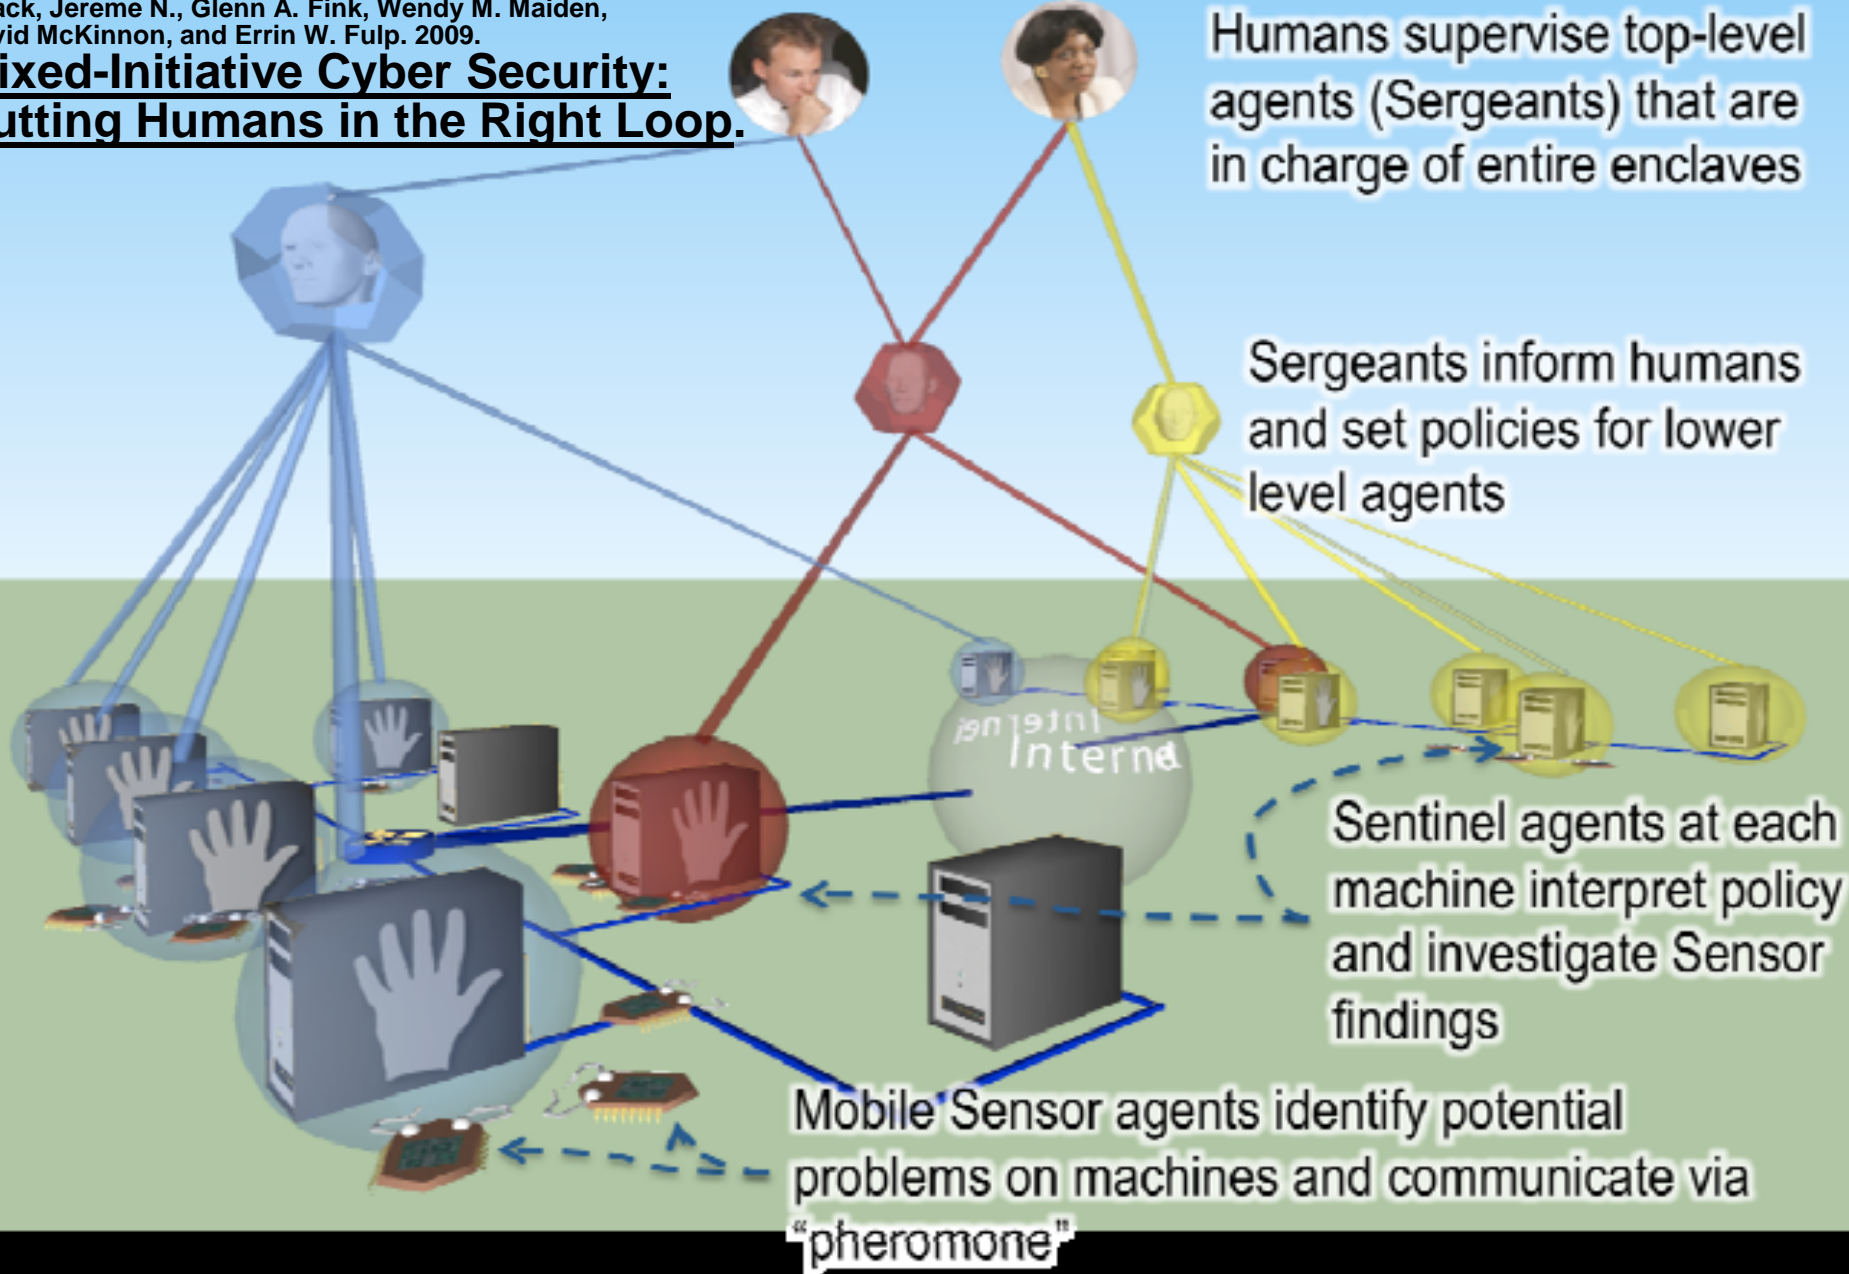 ack, Jereme N., Glenn A. Fink, Wendy M. Maiden,
vid McKinnon, and Errin W. Fulp. 2009.
ixed-Initiative Cyber Security:
utting Humans in the Right Loop.
Humans supervise top-level
agents (Sergeants) that are
in charge of entire enclaves
Sergeants inform humans
and set policies for lower
level agents
Internet
Internet
Sentinel agents at each
machine interpret policy
and investigate Sensor
findings
Mobile Sensor agents identify potential
problems on machines and communicate via
“pheromone”